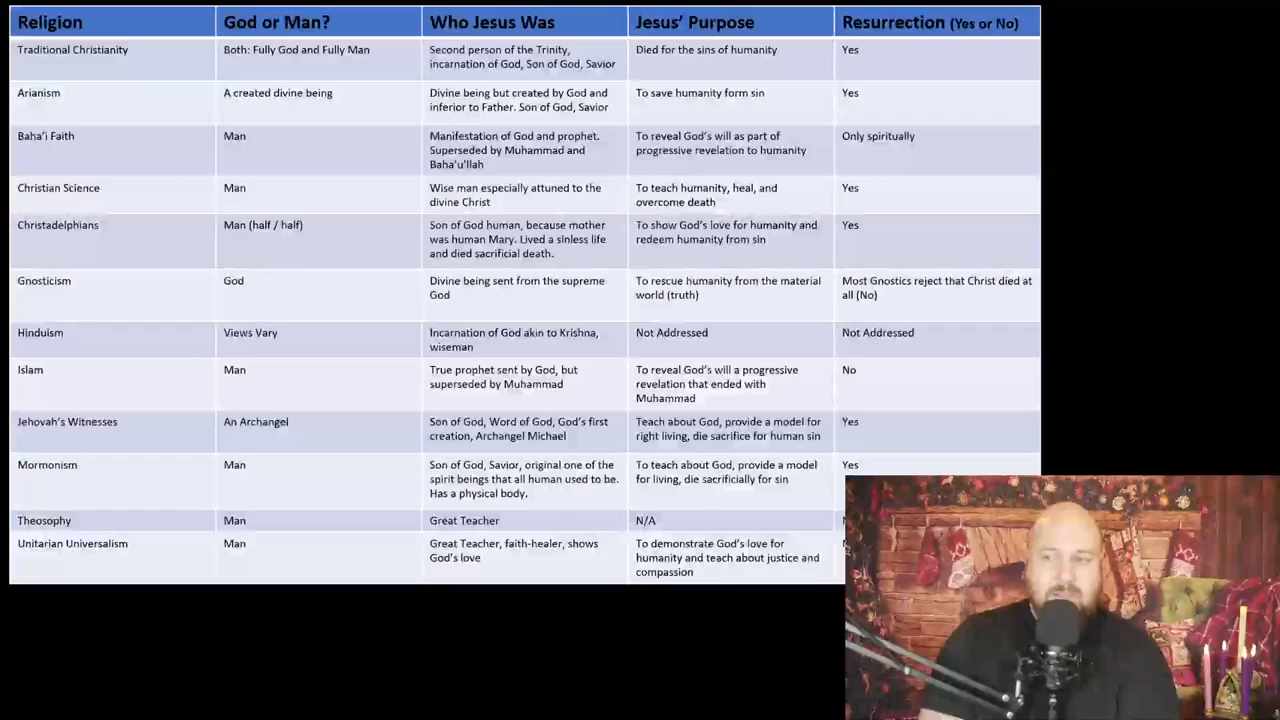 Religion God or Man? Who Jesus Was Jesus' Purpose Resurrection (Yes or No)
Traditional Christianity
Both: Fully God and Fully Man
Second person of the Trinity,
incarnation of God, Son of God, Savior
Died for the sins of humanity
Yes
Arianism
A created divine being
Divine being but created by God and
inferior to Father. Son of God, Savior
To save humanity form sin
Yes
Baha'i Faith
Man
Manifestation of God and prophet.
Superseded by Muhammad and
Baha'u'llah
To reveal God's will as part of
progressive revelation to humanity
Only spiritually
Christian Science
Man
Wise man especially attuned to the
divine Christ
To teach humanity, heal, and
overcome death
Yes
Christadelphians
Man (half / half)
Son of God human, because mother
was human Mary. Lived a sinless life
and died sacrificial death.
To show God's love for humanity and
redeem humanity from sin
Yes
Gnosticism
God
Divine being sent from the supreme
God
To rescue humanity from the material
world (truth)
Most Gnostics reject that Christ died at
all (No)
Hinduism
Views Vary
Incarnation of God akin to Krishna,
wiseman
Not Addressed
Not Addressed
Islam
Man
True prophet sent by God, but
superseded by Muhammad
To reveal God's will a progressive
revelation that ended with
Muhammad
No
Jehovah's Witnesses
An Archangel
Son of God, Word of God, God's first
creation, Archangel Michael
Teach about God, provide a model for
right living, die sacrifice for human sin
Yes
Mormonism
Man
Son of God, Savior, original one of the
spirit beings that all human used to be.
Has a physical body.
To teach about God, provide a model
for living, die sacrificially for sin
Yes
Theosophy
Man
Great Teacher
N/A
Unitarian Universalism
Man
Great Teacher, faith-healer, shows
God's love
To demonstrate God's love for
humanity and teach about justice and
compassion